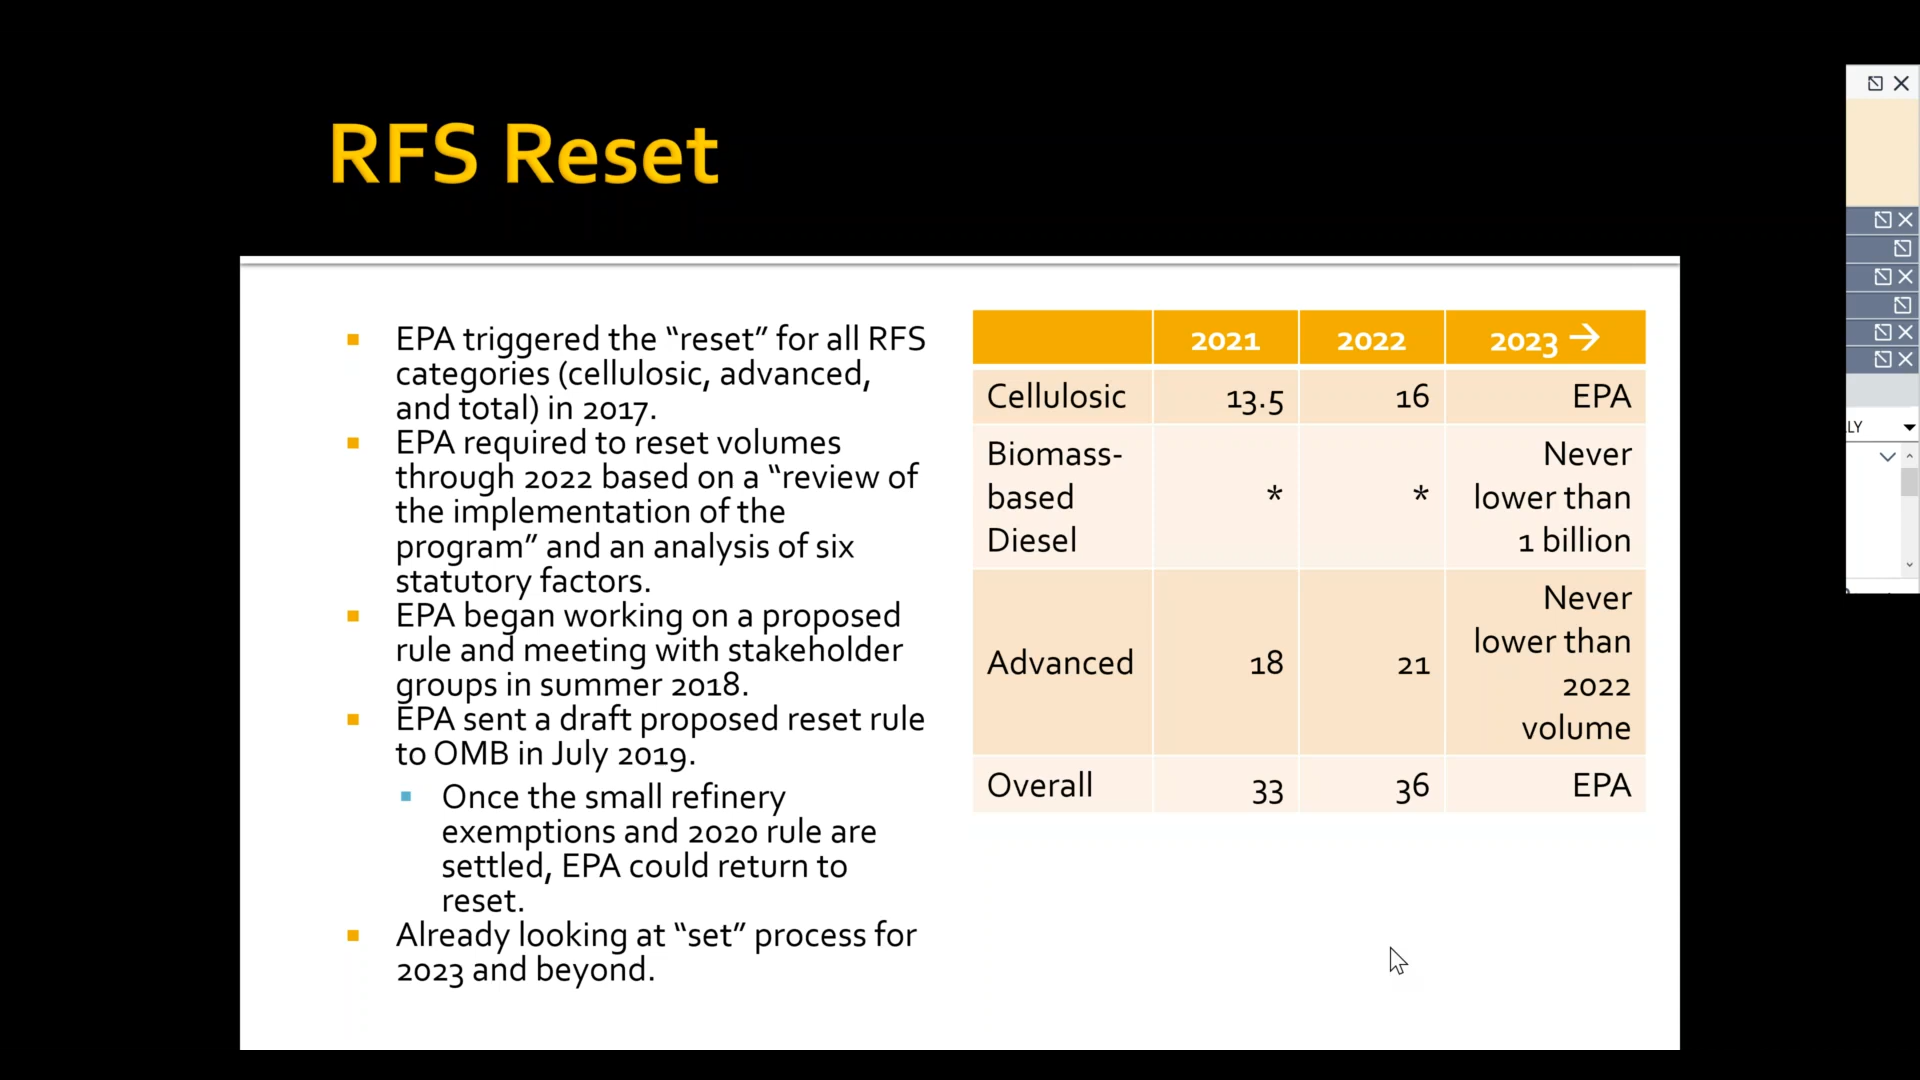 RFS Reset
EPA triggered the “reset” for all RFS
categories (cellulosic, advanced,
and total) in 2017.
EPA required to reset volumes
through 2022 based on a “review of
the implementation of the
program” and an analysis of six
statutory factors.
EPA began working on a proposed
rule and meeting with stakeholder
groups in summer 2018.
EPA sent a draft proposed reset rule
to OMB in July 2019.
Once the small refinery
exemptions and 2020 rule are
settled, EPA could return to
reset.
Already looking at “set” process for
2023 and beyond.
2021 2022 2023 →
Cellulosic 13.5 16 EPA
Biomass-
based
Diesel
* *
Never
lower than
1 billion
Advanced 18 21
Never
lower than
2022
volume
Overall 33 36 EPA
LY